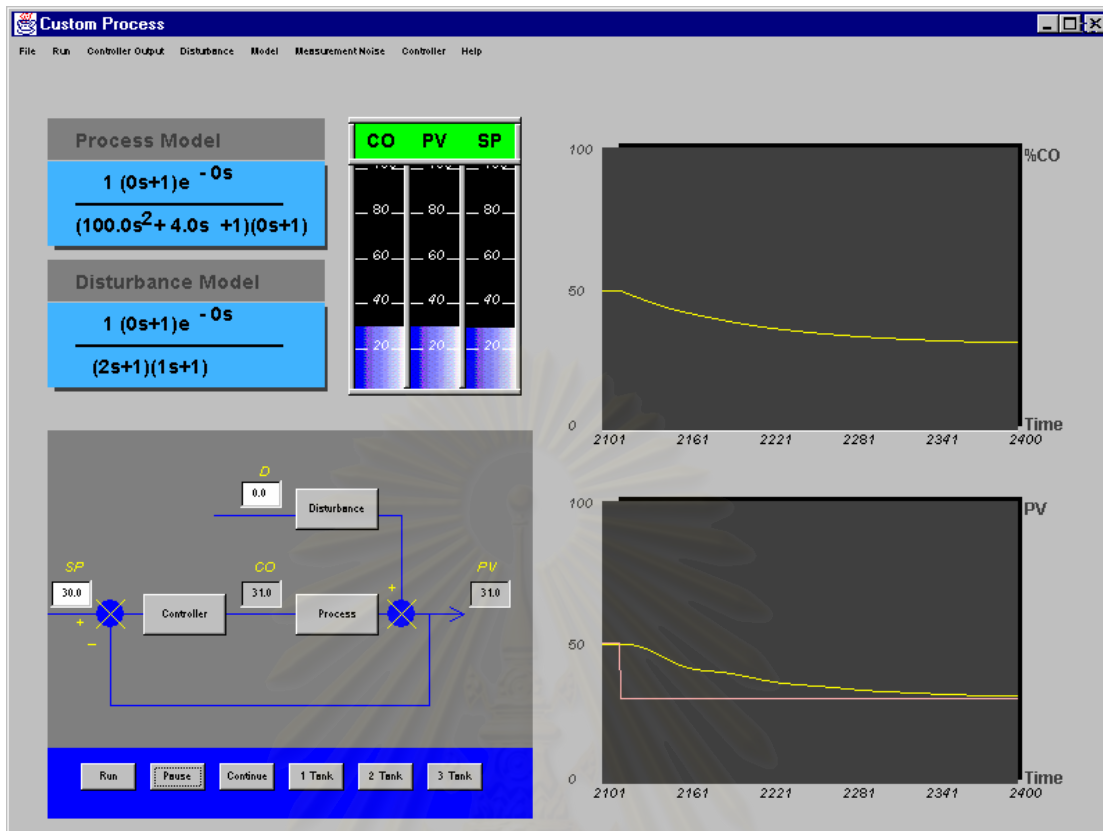 Custom Process
File Run Controller Output Disturbance Model Measurement Noise Controller Help
Process Model
1 (0s+1)e - 0s
(100.0s2+ 4.0s +1)(0s+1)
Disturbance Model
1 (0s+1)e - 0s
(2s+1)(1s+1)
CO PV SP
100 100 100
80 80 80
60 60 60
40 40 40
20 20 20
100
%CO
50
0
Time
2101 2161 2221 2281 2341 2400
D
0.0
Disturbance
SP
30.0
+
−
Controller
CO
31.0
Process
+
PV
31.0
100
PV
50
0
Time
2101 2161 2221 2281 2341 2400
Run Pause Continue 1 Tank 2 Tank 3 Tank